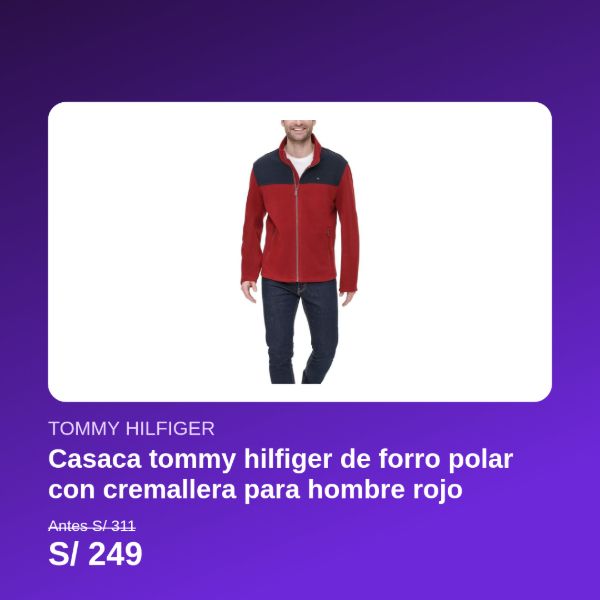 TOMMY HILFIGER
Casaca tommy hilfiger de forro polar
con cremallera para hombre rojo
Antes S/ 311
S/ 249